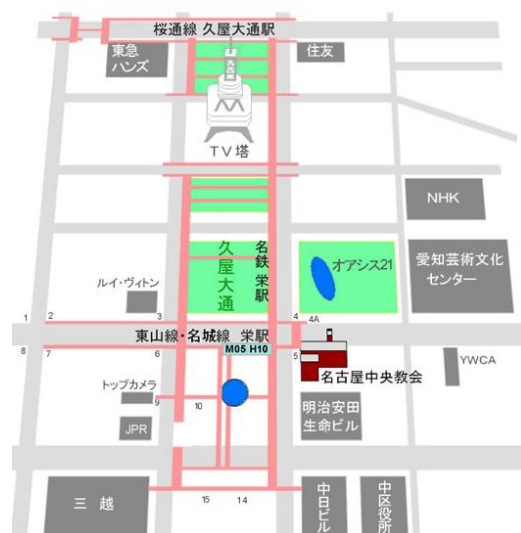 桜通線 久屋大通駅
東急
ハンズ
住友
TV塔
NHK
久屋大通
名鉄 栄駅
オアシス21
愛知芸術文化
センター
ルイ・ヴィトン
1
2
3
4
4A
東山線・名城線 栄駅
M05 H10
8
7
6
5
名古屋中央教会
YWCA
トップカメラ
9
10
明治安田
生命ビル
JPR
三越
15
14
中日ビル
中区役所